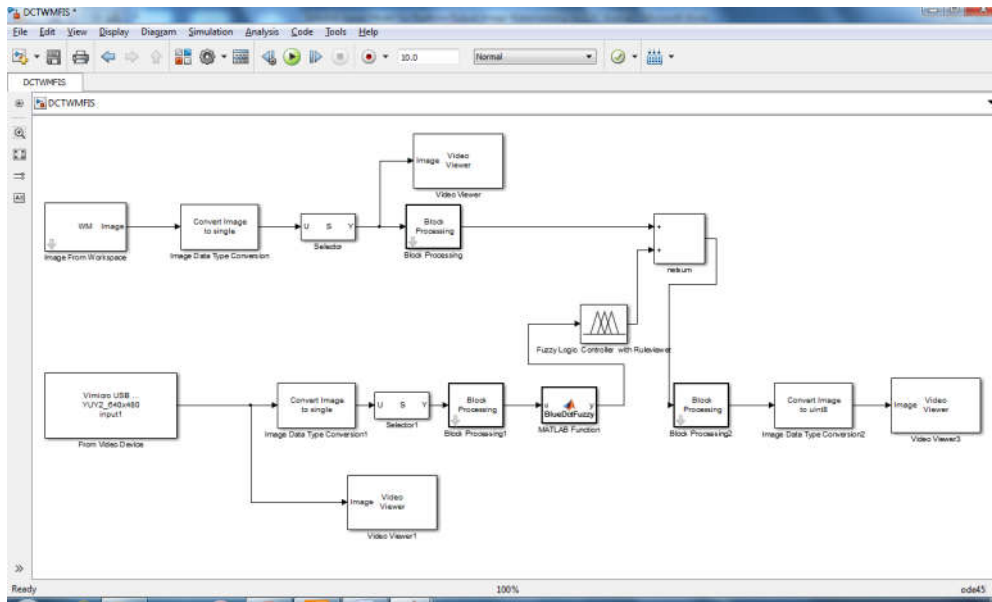 DCTWMFIS *
File Edit View Display Diagram Simulation Analysis Code Tools Help
10.0
Normal
DCTWMFIS
DCTWMFIS
Video
Viewer
Image
Video Viewer
WM Image
Image From Workspace
Convert Image
to single
Image Data Type Conversion
U S Y
Selector
Block
Processing
Block Processing
+
+
netsum
Fuzzy Logic Controller with Ruleviewer
Vimicro USB ...
YUY2_640x480
input1
From Video Device
Convert Image
to single
Image Data Type Conversion1
U S Y
Selector1
Block
Processing
Block Processing1
u y
BlueDctFuzzy
MATLAB Function
Block
Processing
Block Processing2
Convert Image
to uint8
Image Data Type Conversion2
Video
Viewer
Image
Video Viewer3
Video
Viewer
Image
Video Viewer1
Ready 100% ode45